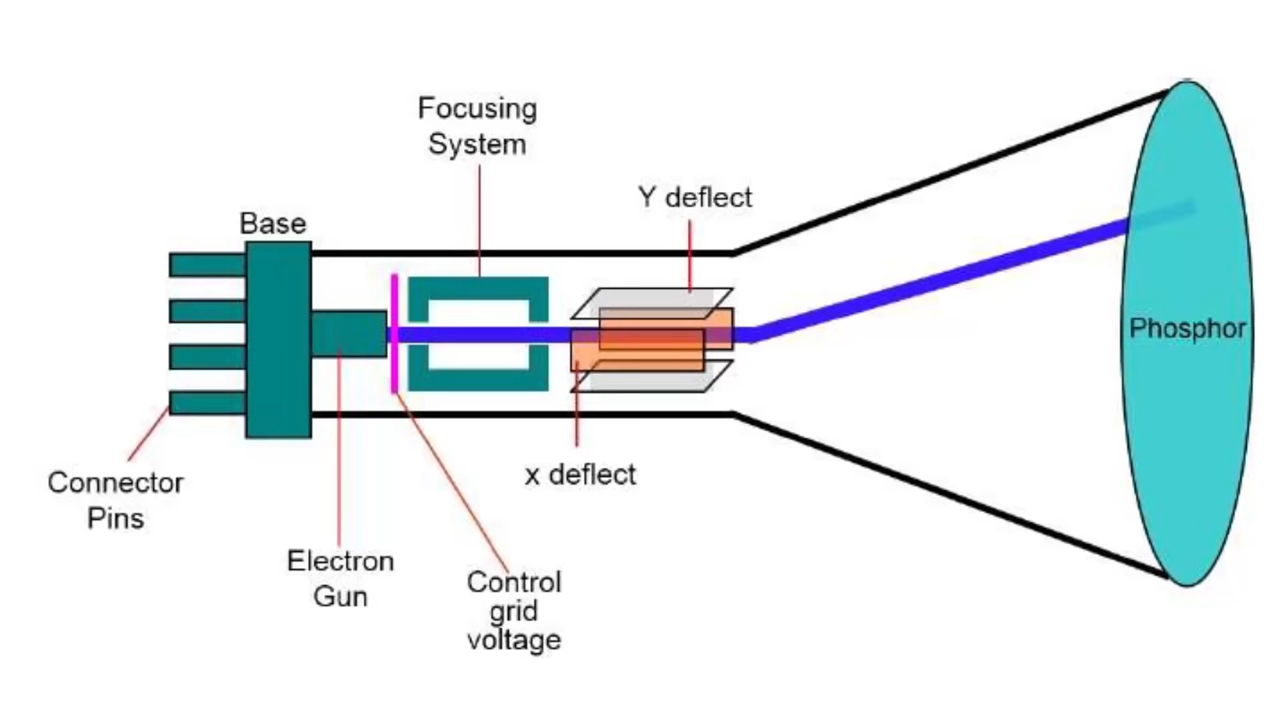 Focusing
System
Y deflect
Base
Phosphor
x deflect
Connector
Pins
Electron
Gun
Control
grid
voltage